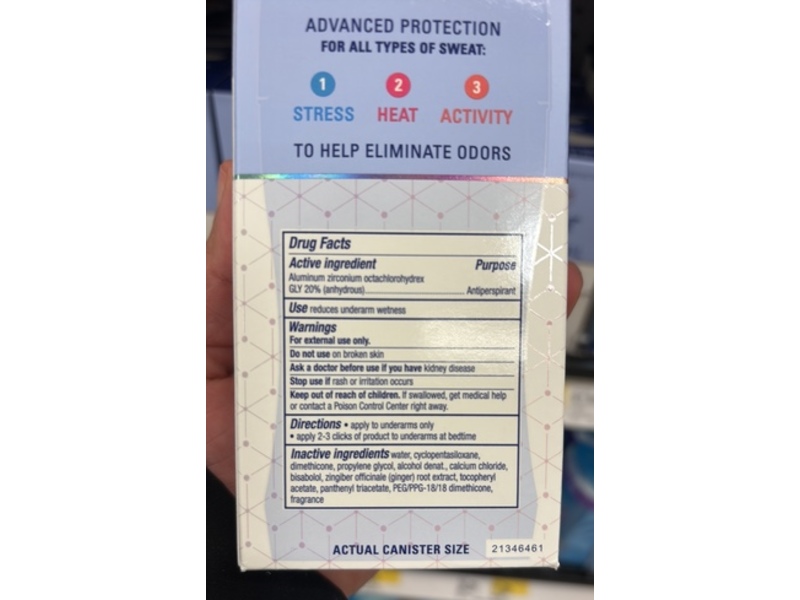 ADVANCED PROTECTION
FOR ALL TYPES OF SWEAT:
1 2 3
STRESS HEAT ACTIVITY
TO HELP ELIMINATE ODORS
Drug Facts
Active ingredient Purpose
Aluminum zirconium octachlorohydrex
GLY 20% (anhydrous) Antiperspirant
Use reduces underarm wetness
Warnings
For external use only.
Do not use on broken skin
Ask a doctor before use if you have kidney disease
Stop use if rash or irritation occurs
Keep out of reach of children. If swallowed, get medical help
or contact a Poison Control Center right away.
Directions • apply to underarms only
• apply 2-3 clicks of product to underarms at bedtime
Inactive ingredients water, cyclopentasiloxane,
dimethicone, propylene glycol, alcohol denat., calcium chloride,
bisabolol, zingiber officinale (ginger) root extract, tocopheryl
acetate, panthenyl triacetate, PEG/PPG-18/18 dimethicone,
fragrance
ACTUAL CANISTER SIZE 21346461